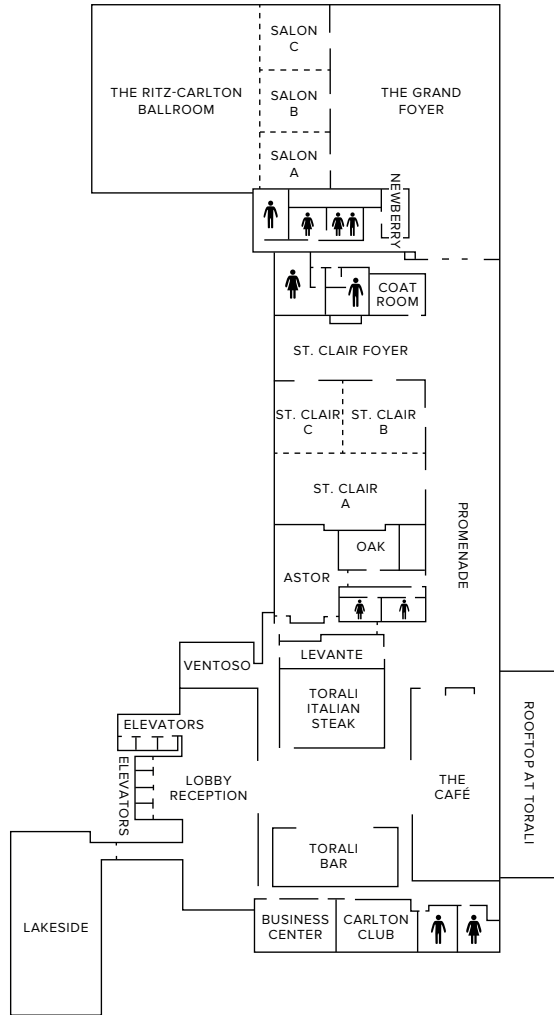 SALON
C
THE RITZ-CARLTON
BALLROOM
SALON
B
THE GRAND
FOYER
SALON
A
NEWBERRY
COAT
ROOM
ST. CLAIR FOYER
ST. CLAIR
C
ST. CLAIR
B
ST. CLAIR
A
PROMENADE
OAK
ASTOR
LEVANTE
VENTOSO
TORALI
ITALIAN
STEAK
ELEVATORS
ELEVATORS
LOBBY
RECEPTION
THE
CAFÉ
ROOFTOP AT TORALI
TORALI
BAR
LAKESIDE
BUSINESS
CENTER
CARLTON
CLUB